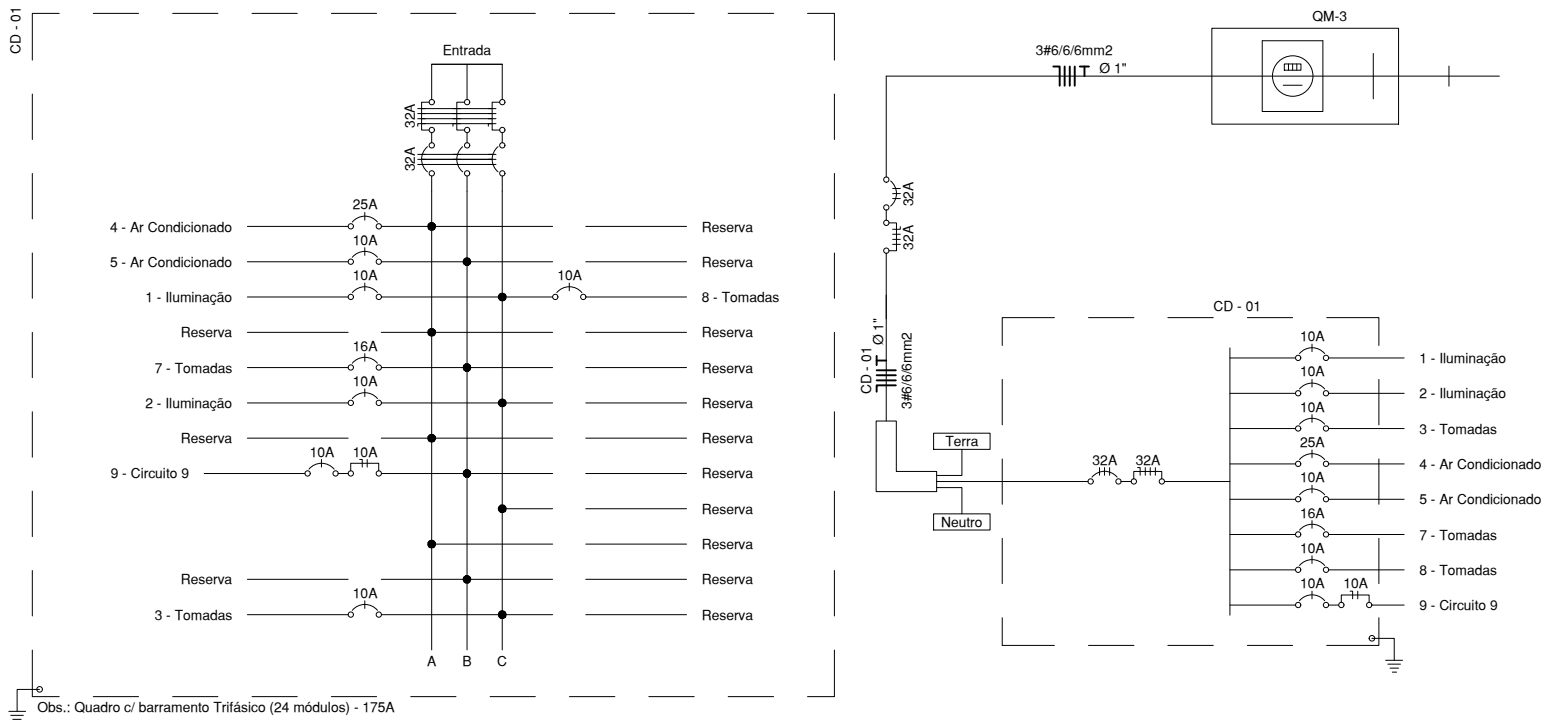 CD - 01
Entrada
32A
32A
25A
4 - Ar Condicionado
Reserva
10A
5 - Ar Condicionado
Reserva
10A
1 - Iluminação
10A
8 - Tomadas
Reserva
Reserva
16A
7 - Tomadas
Reserva
10A
2 - Iluminação
Reserva
Reserva
Reserva
10A
10A
9 - Circuito 9
Reserva
Reserva
Reserva
Reserva
Reserva
10A
3 - Tomadas
Reserva
A B C
Obs.: Quadro c/ barramento Trifásico (24 módulos) - 175A
QM-3
3#6/6/6mm2
Ø 1"
32A
32A
CD - 01
Ø 1"
3#6/6/6mm2
Terra
Neutro
CD - 01
32A
32A
10A
1 - Iluminação
10A
2 - Iluminação
10A
3 - Tomadas
25A
4 - Ar Condicionado
10A
5 - Ar Condicionado
16A
7 - Tomadas
10A
8 - Tomadas
10A
10A
9 - Circuito 9